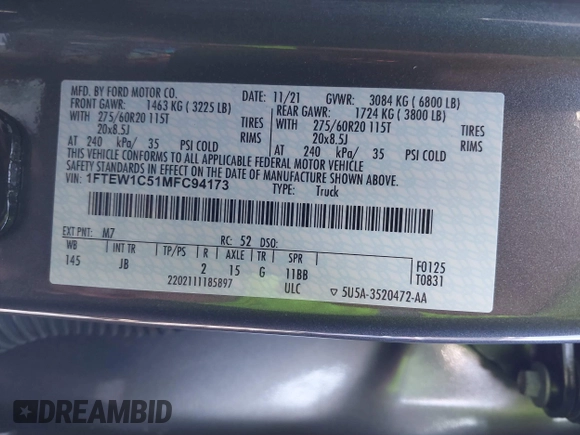 MFD. BY FORD MOTOR CO. DATE: 11/21 GVWR: 3084 KG (6800 LB)
FRONT GAWR: 1463 KG (3225 LB) REAR GAWR: 1724 KG (3800 LB)
WITH 275/60R20 115T TIRES WITH 275/60R20 115T TIRES
20x8.5J RIMS 20x8.5J RIMS
AT 240 kPa/ 35 PSI COLD AT 240 kPa/ 35 PSI COLD
THIS VEHICLE CONFORMS TO ALL APPLICABLE FEDERAL MOTOR VEHICLE
SAFETY STANDARDS IN EFFECT ON THE DATE OF MANUFACTURE SHOWN ABOVE.
VIN: 1FTEW1C51MFC94173 TYPE: Truck
EXT PNT: M7 RC: 52 DSO:
WB INT TR TP/PS R AXLE TR SPR F0125
145 JB 2 15 G 11BB T0831
2202111185897 ULC ▽ 5U5A-3520472-AA
DREAMBID